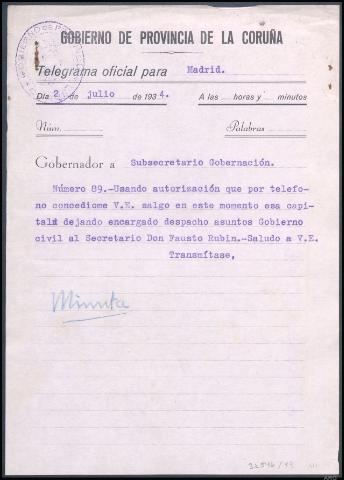 GOBIERNO DE PROVINCIA DE LA CORUÑA
Telegrama oficial para Madrid.
Día 2 de julio de 1934. A las horas y minutos
Núm. Palabras
Gobernador a Subsecretario Gobernación.
Número 89.-Usando autorización que por telefo-
no concediome V.E. malgo en este momento esa capi-
tal dejando encargado despacho asuntos Gobierno
civil al Secretario Don Fausto Rubin.-Saludo a V.E.
Transmítase,
Minuta